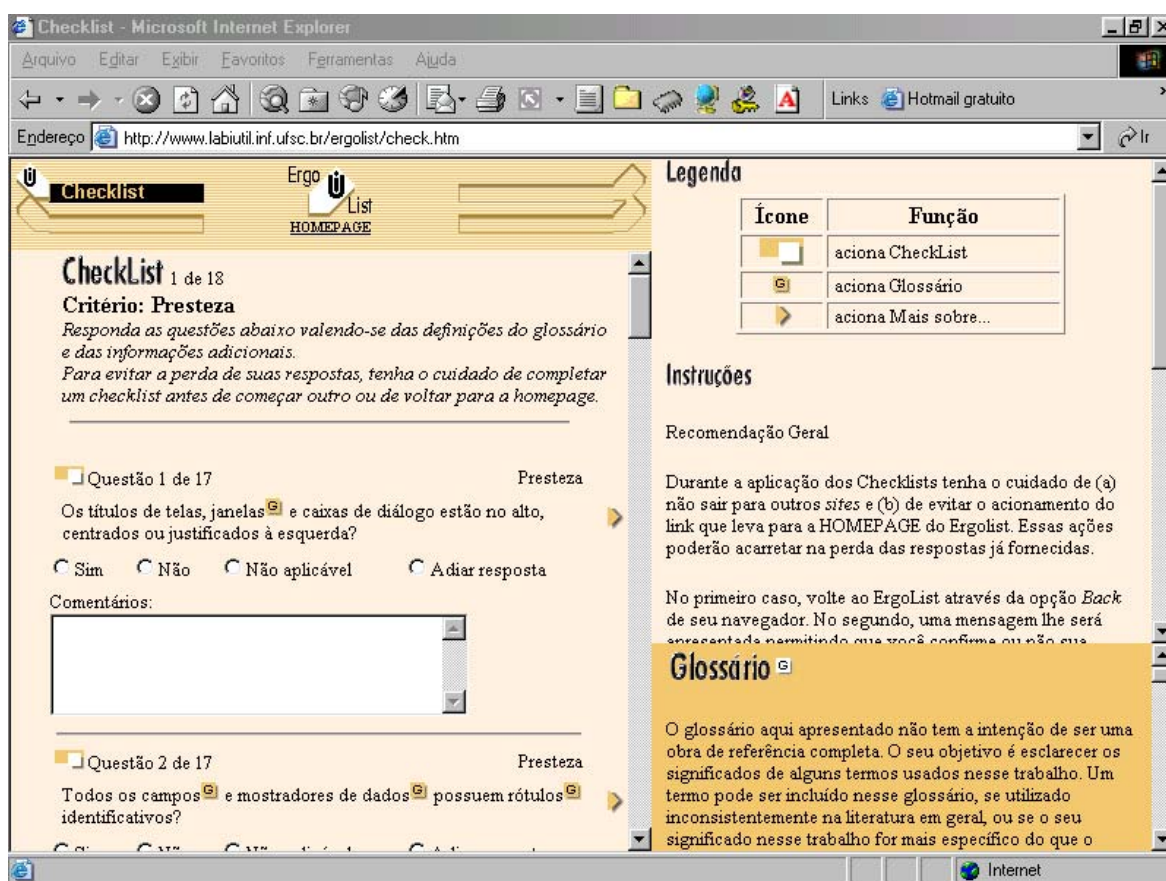 Checklist - Microsoft Internet Explorer
Arquivo Editar Exibir Favoritos Ferramentas Ajuda
Links Hotmail gratuito
Endereço http://www.labiutil.inf.ufsc.br/ergolist/check.htm Ir
Checklist
Ergo
List
HOMEPAGE
CheckList 1 de 18
Critério: Presteza
Responda as questões abaixo valendo-se das definições do glossário
e das informações adicionais.
Para evitar a perda de suas respostas, tenha o cuidado de completar
um checklist antes de começar outro ou de voltar para a homepage.
Questão 1 de 17 Presteza
Os títulos de telas, janelas G e caixas de diálogo estão no alto,
centrados ou justificados à esquerda?
Sim Não Não aplicável Adiar resposta
Comentários:
Questão 2 de 17 Presteza
Todos os campos G e mostradores de dados G possuem rótulos G
identificativos?
Legenda
Ícone Função
aciona CheckList
G aciona Glossário
aciona Mais sobre...
Instruções
Recomendação Geral
Durante a aplicação dos Checklists tenha o cuidado de (a)
não sair para outros sites e (b) de evitar o acionamento do
link que leva para a HOMEPAGE do Ergolist. Essas ações
poderão acarretar na perda das respostas já fornecidas.
No primeiro caso, volte ao ErgoList através da opção Back
de seu navegador. No segundo, uma mensagem lhe será
apresentada permitindo que você confirme ou não sua
Glossário G
O glossário aqui apresentado não tem a intenção de ser uma
obra de referência completa. O seu objetivo é esclarecer os
significados de alguns termos usados nesse trabalho. Um
termo pode ser incluído nesse glossário, se utilizado
inconsistentemente na literatura em geral, ou se o seu
significado nesse trabalho for mais específico do que o
Internet